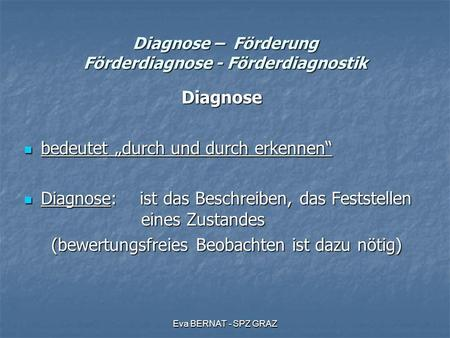 Diagnose – Förderung
Förderdiagnose - Förderdiagnostik
Diagnose
bedeutet „durch und durch erkennen“
Diagnose: ist das Beschreiben, das Feststellen
eines Zustandes
(bewertungsfreies Beobachten ist dazu nötig)
Eva BERNAT - SPZ GRAZ